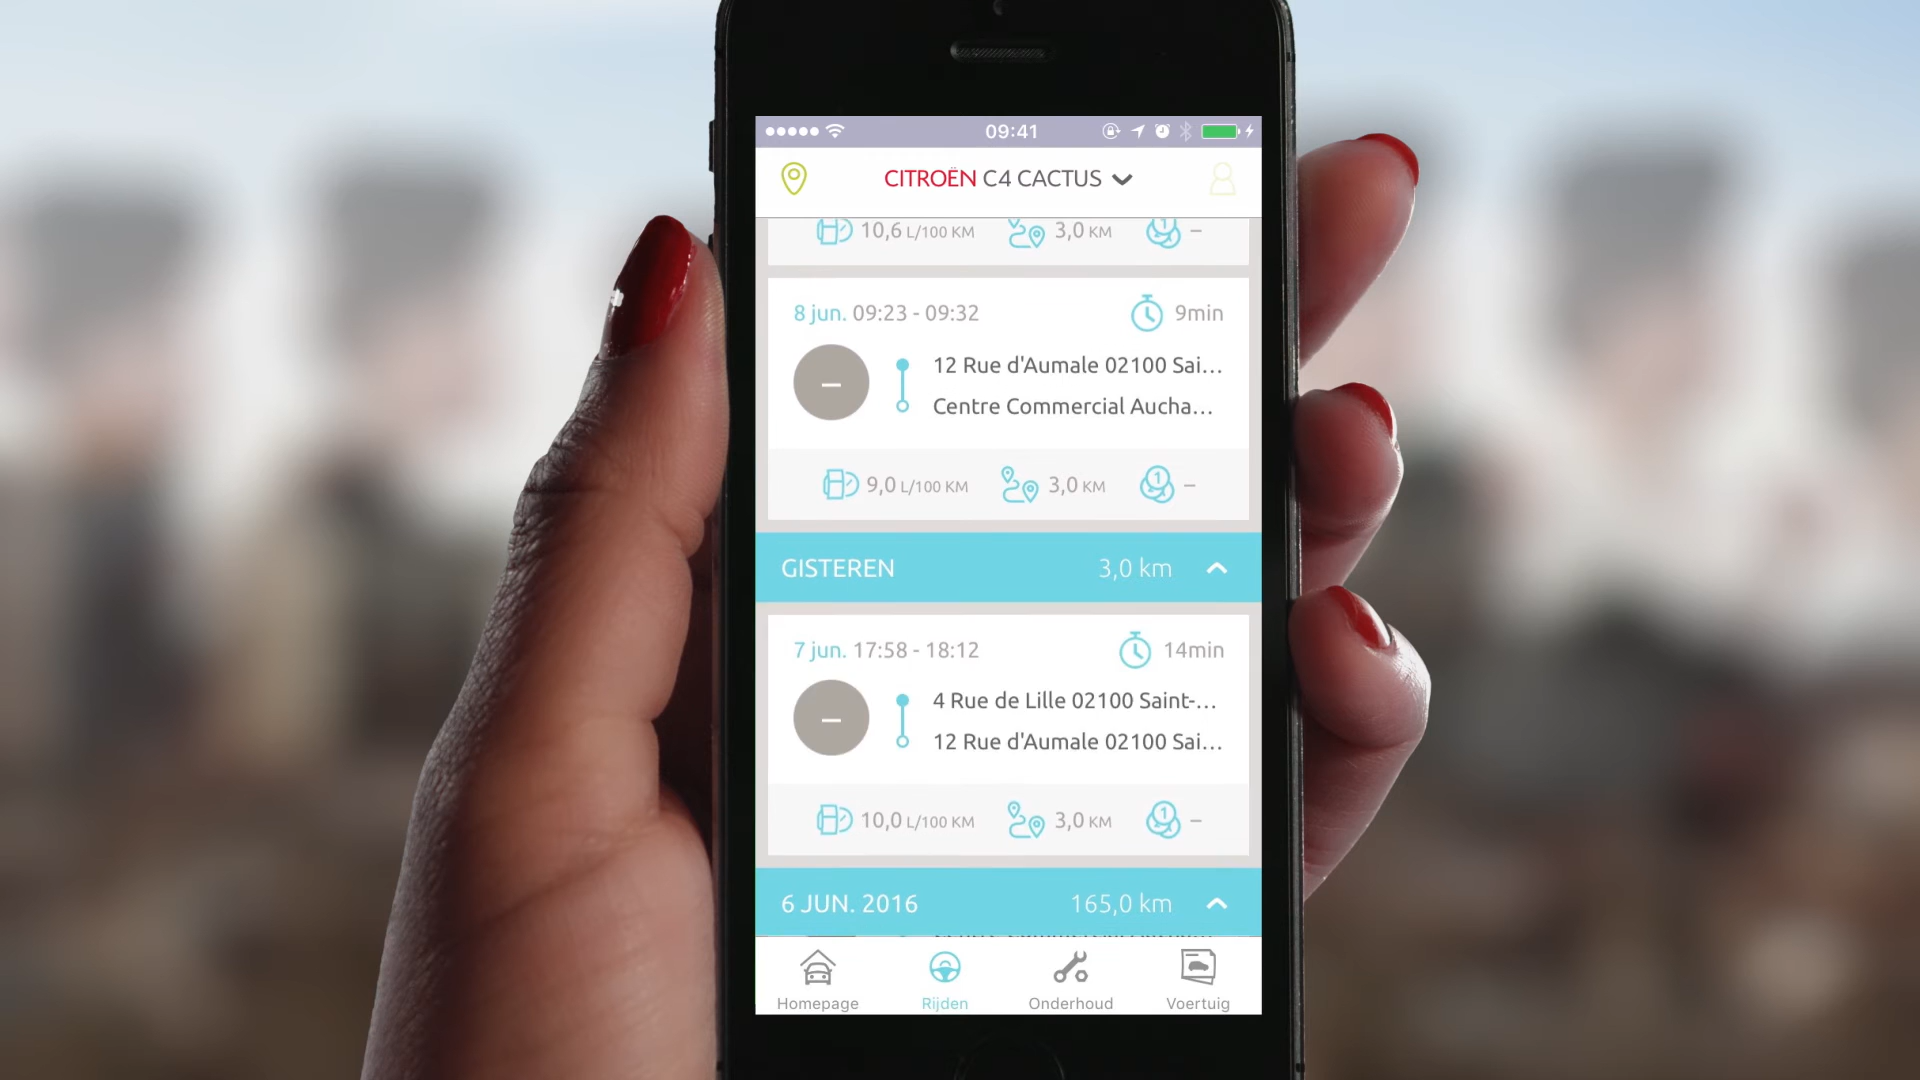 09:41
CITROËN C4 CACTUS
10,6 L/100 KM 3,0 KM 1 –
8 jun. 09:23 - 09:32 9min
– 12 Rue d'Aumale 02100 Sai...
Centre Commercial Aucha...
9,0 L/100 KM 3,0 KM 1 –
GISTEREN 3,0 km
7 jun. 17:58 - 18:12 14min
– 4 Rue de Lille 02100 Saint-...
12 Rue d'Aumale 02100 Sai...
10,0 L/100 KM 3,0 KM 1 –
6 JUN. 2016 165,0 km
Homepage Rijden Onderhoud Voertuig